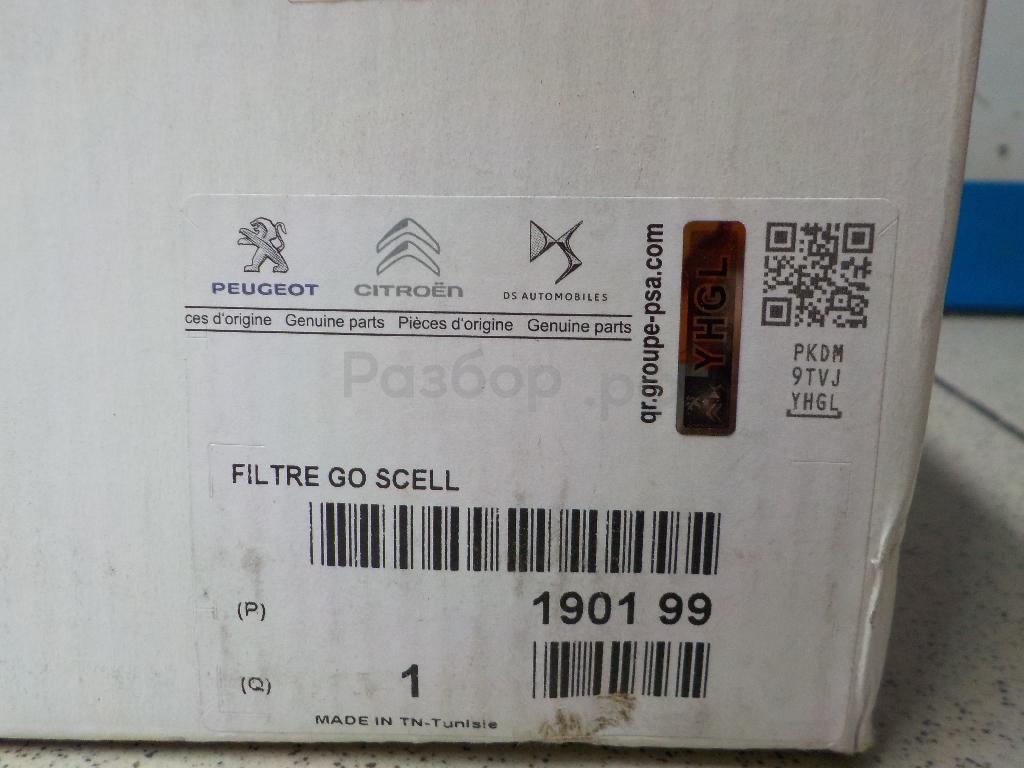 PEUGEOT
CITROËN
DS AUTOMOBILES
ces d'origine Genuine parts Pièces d'origine Genuine parts
qr.groupe-psa.com
YHGL
PKDM
9TVJ
YHGL
Разбор .р
FILTRE GO SCELL
(P) 1901 99
(Q) 1
MADE IN TN-Tunisie